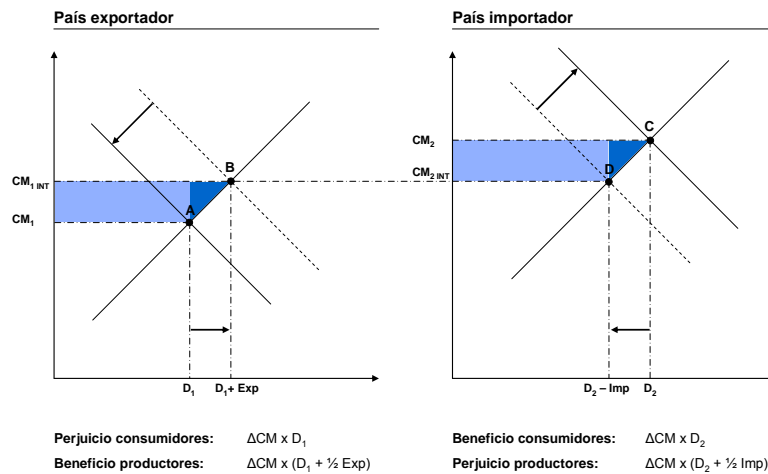 País exportador
CM₁ INT
CM₁
A
B
D₁
D₁+ Exp
Perjuicio consumidores: ΔCM x D₁
Beneficio productores: ΔCM x (D₁ + ½ Exp)
País importador
CM₂
CM₂ INT
C
D
D₂ – Imp
D₂
Beneficio consumidores: ΔCM x D₂
Perjuicio productores: ΔCM x (D₂ + ½ Imp)